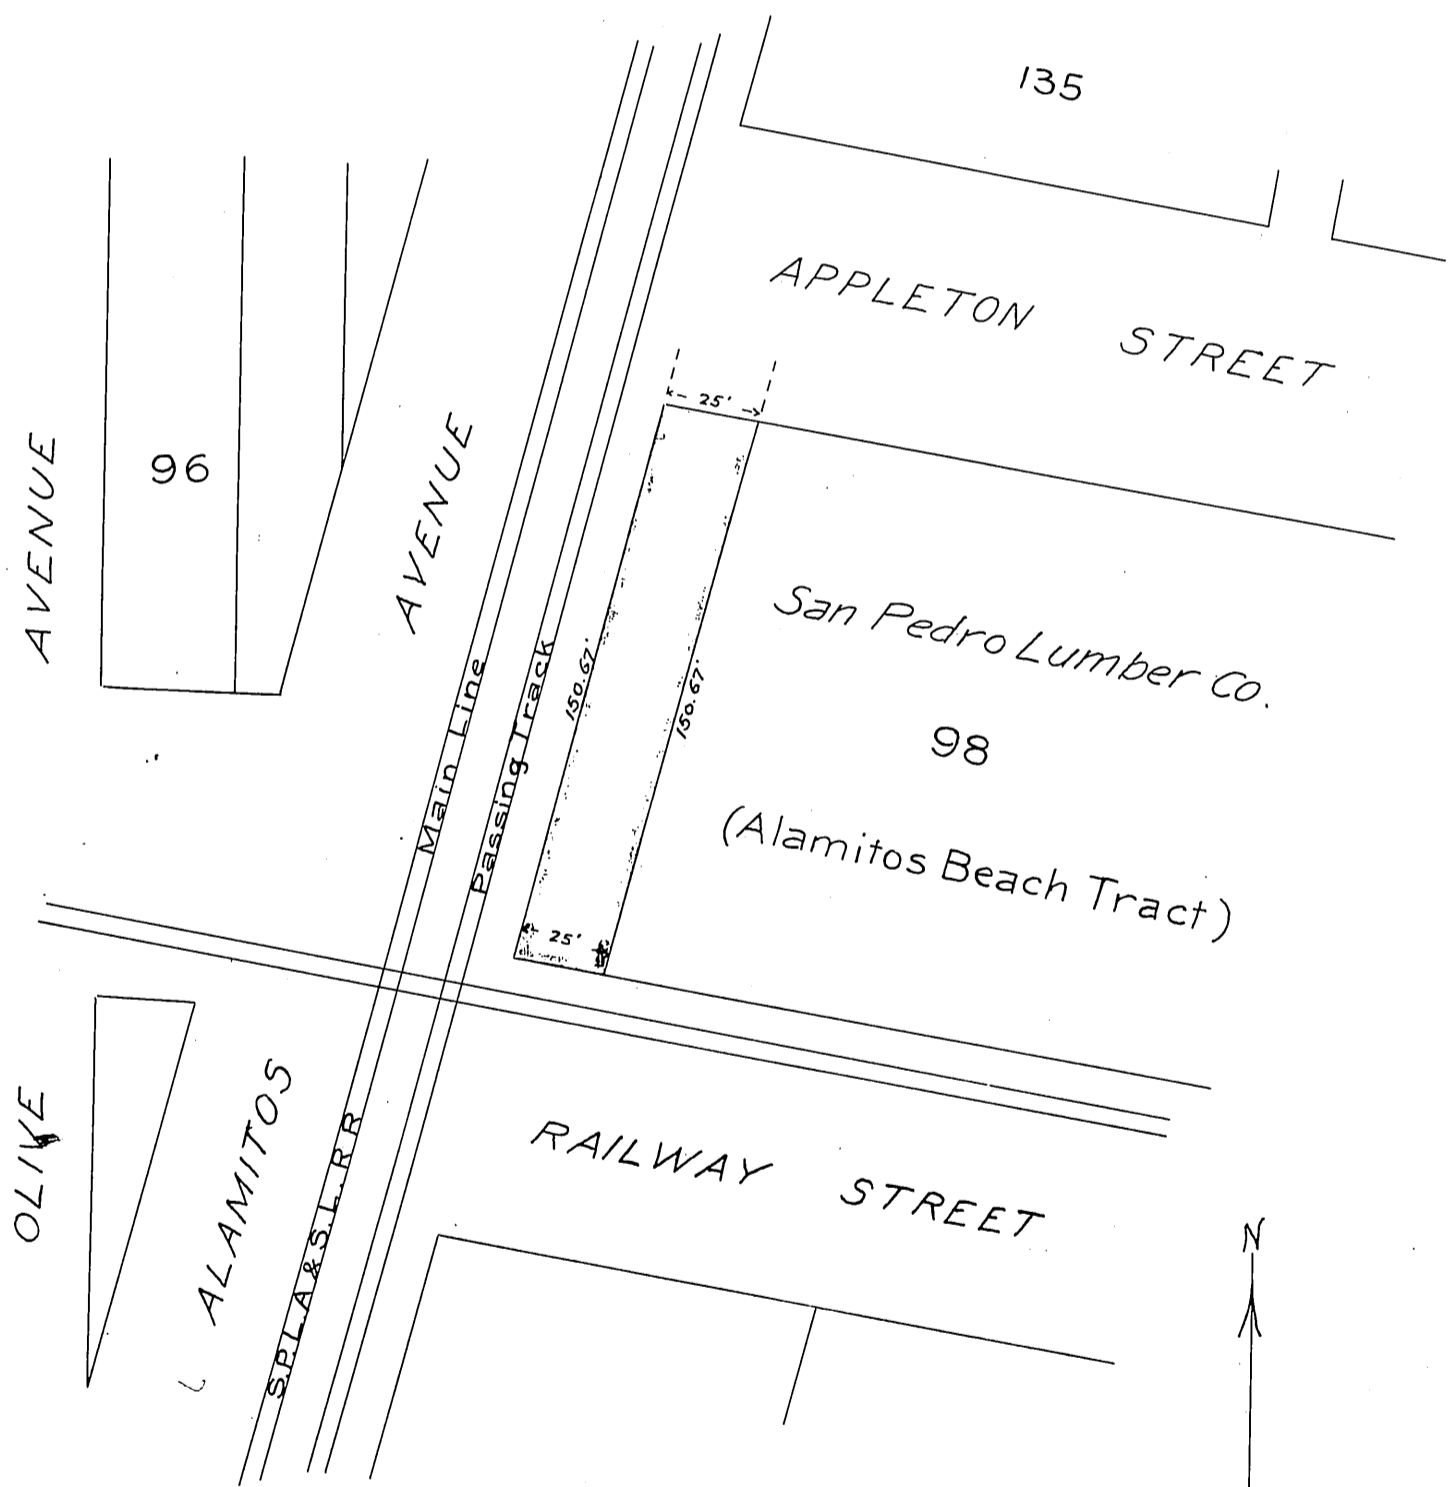 135
APPLETON STREET
25'
96
AVENUE
AVENUE
San Pedro Lumber Co.
98
(Alamitos Beach Tract)
150.67'
150.67'
Main Line
Passing Track
25'
OLIVE
ALAMITOS
S.P.L.A & S.L. R R
RAILWAY STREET
N